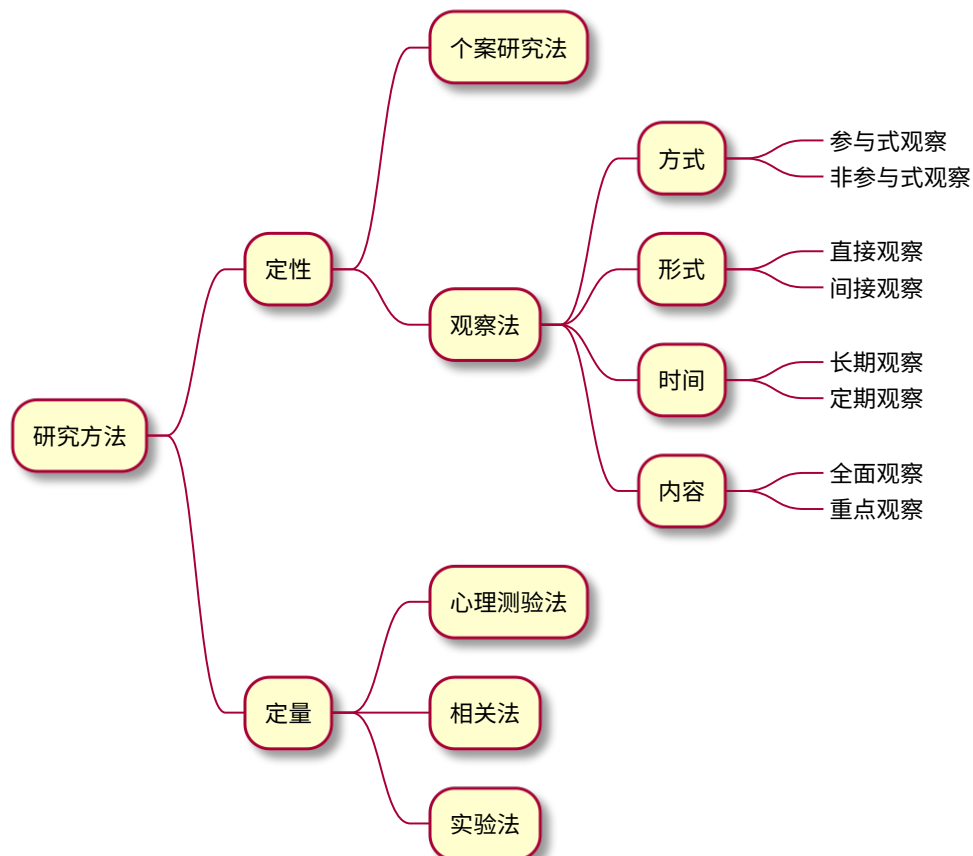 个案研究法
方式
参与式观察
非参与式观察
定性
形式
直接观察
间接观察
观察法
时间
长期观察
定期观察
研究方法
内容
全面观察
重点观察
心理测验法
定量
相关法
实验法